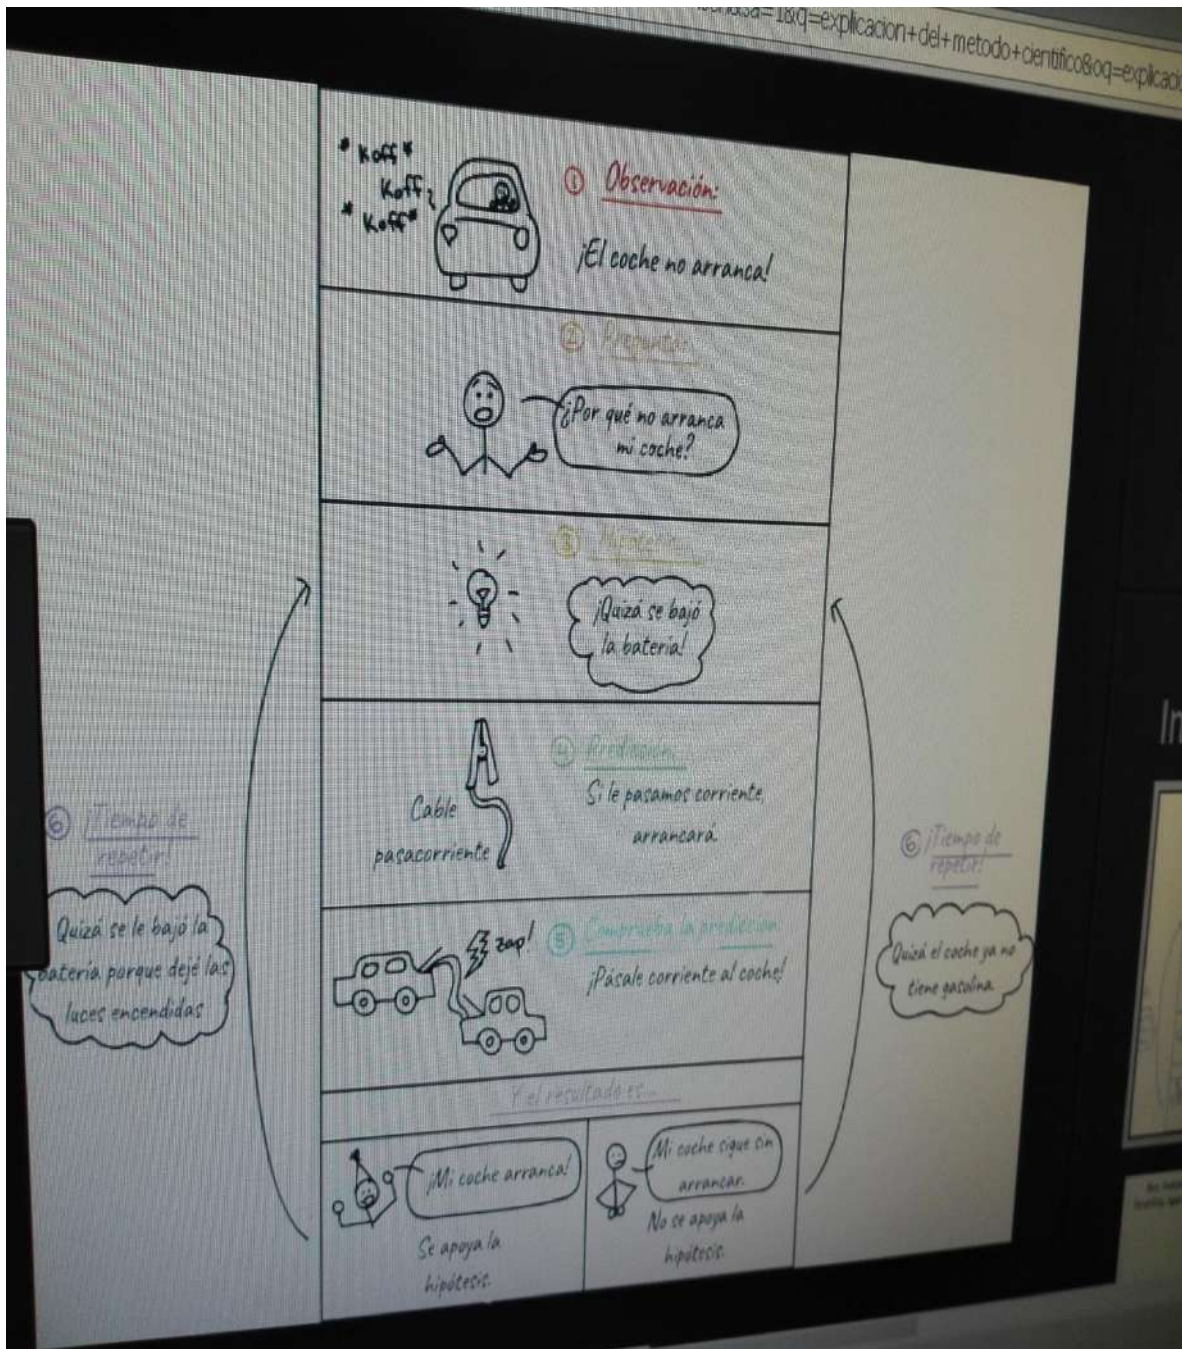 =1&q=explicacion+del+metodo+cientifico&oq=explicaci
*Koff*
Koff
*Koff*
① Observación:
¡El coche no arranca!
② Pregunta:
¿Por qué no arranca
mi coche?
③ Hipótesis:
¡Quizá se bajó
la batería!
④ Predicción:
Si le pasamos corriente,
arrancará.
Cable
pasacorriente
⑤ Comprueba la predicción:
zap!
¡Pásale corriente al coche!
Y el resultado es...
¡Mi coche arranca!
Se apoya la
hipótesis.
Mi coche sigue sin
arrancar.
No se apoya la
hipótesis.
⑥ ¡Tiempo de
repetir!
Quizá se le bajó la
batería porque dejé las
luces encendidas
⑥ ¡Tiempo de
repetir!
Quizá el coche ya no
tiene gasolina.